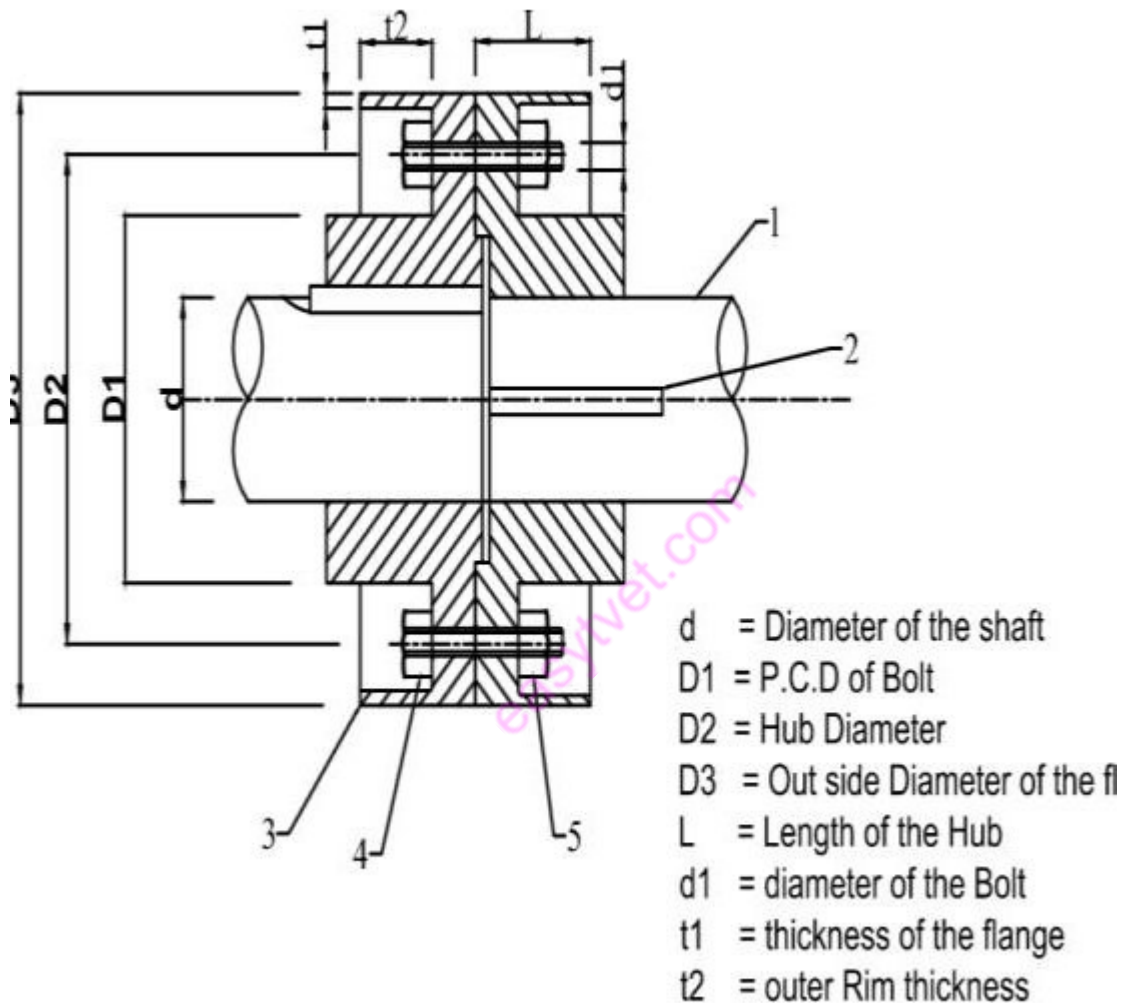 t1
t2
L
d1
1
2
D3
D2
D1
d
3
4
5
easytvet.com
d = Diameter of the shaft
D1 = P.C.D of Bolt
D2 = Hub Diameter
D3 = Out side Diameter of the fl
L = Length of the Hub
d1 = diameter of the Bolt
t1 = thickness of the flange
t2 = outer Rim thickness